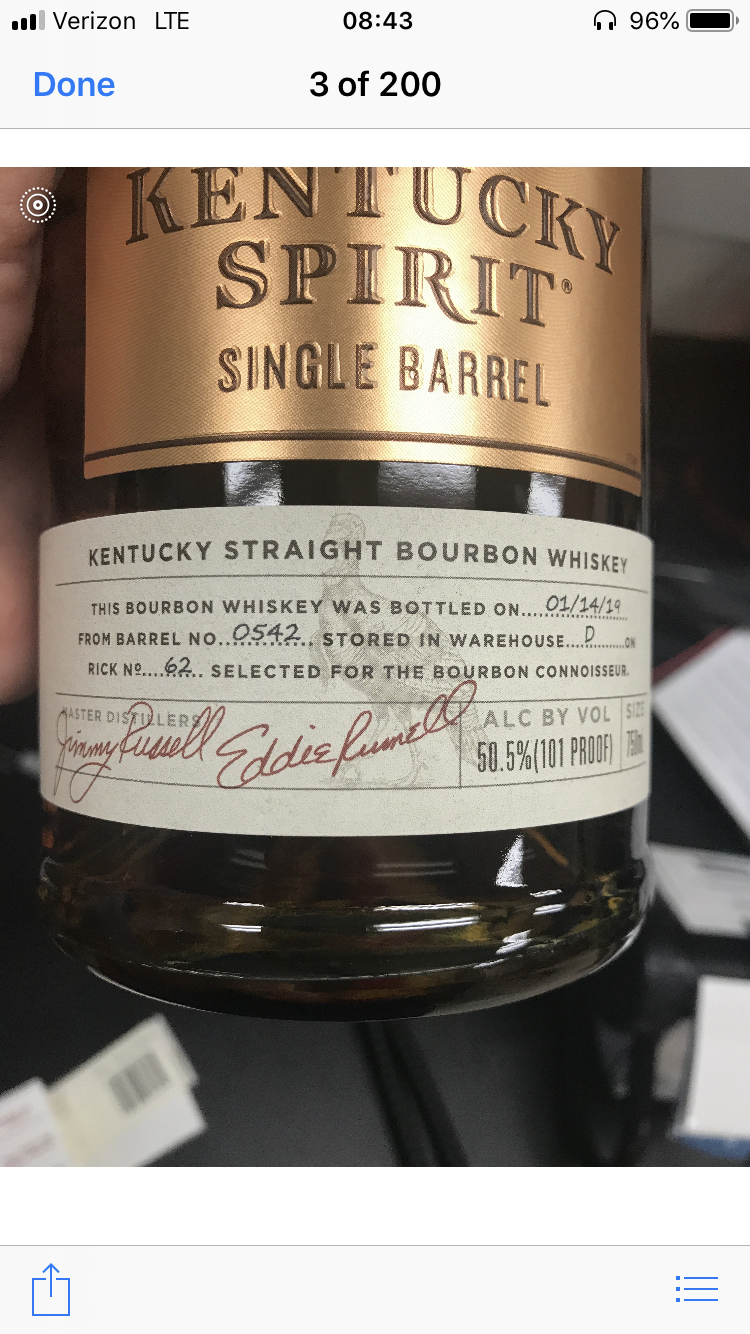 Verizon LTE 08:43 96%
Done 3 of 200
KENTUCKY
SPIRIT®
SINGLE BARREL
KENTUCKY STRAIGHT BOURBON WHISKEY
THIS BOURBON WHISKEY WAS BOTTLED ON....01/14/19
FROM BARREL NO...0542... STORED IN WAREHOUSE....D......ON
RICK Nº....62.. SELECTED FOR THE BOURBON CONNOISSEUR.
MASTER DISTILLERS
Jimmy Russell Eddie Russell
ALC BY VOL
50.5%(101 PROOF)
SIZE
750mL